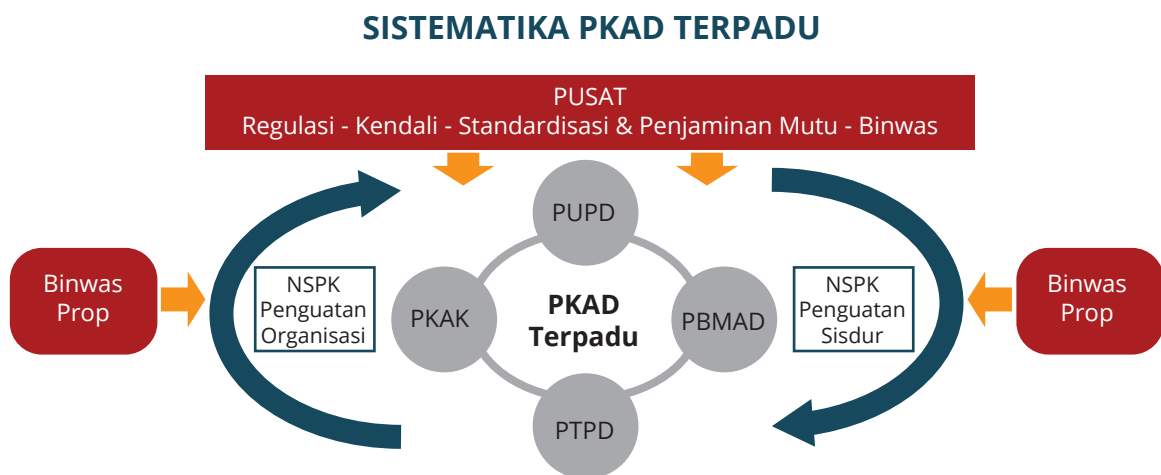 SISTEMATIKA PKAD TERPADU
PUSAT
Regulasi - Kendali - Standardisasi & Penjaminan Mutu - Binwas
PUPD
Binwas
Prop
NSPK
Penguatan
Organisasi
PKAK
PKAD
Terpadu
PBMAD
NSPK
Penguatan
Sisdur
Binwas
Prop
PTPD